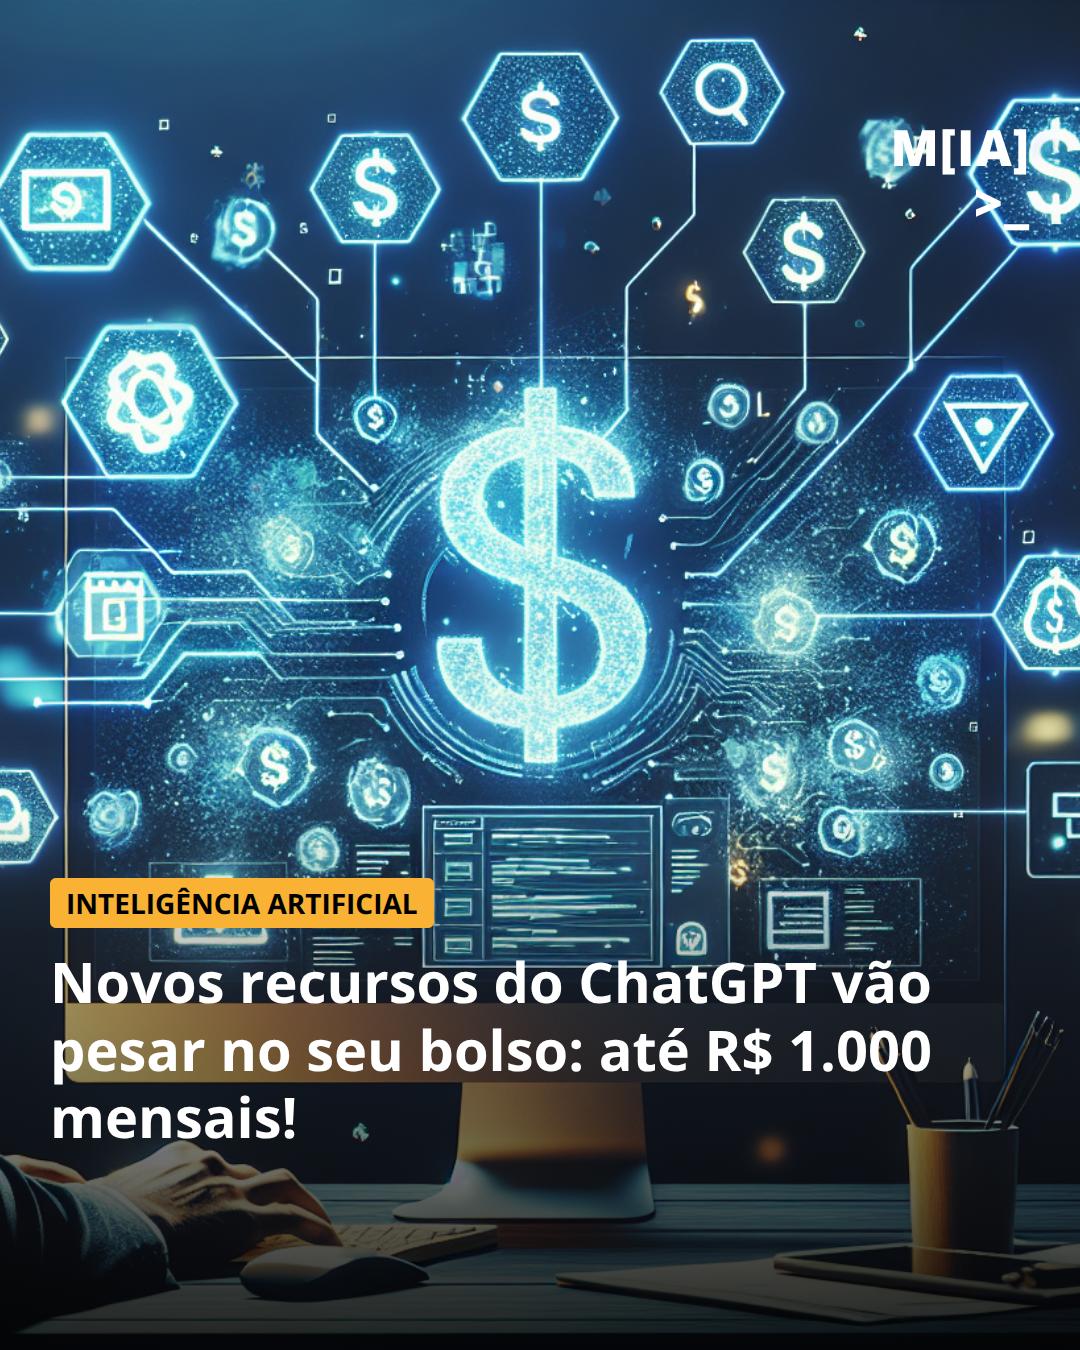 M[IA]
>_
INTELIGÊNCIA ARTIFICIAL
Novos recursos do ChatGPT vão
pesar no seu bolso: até R$ 1.000
mensais!